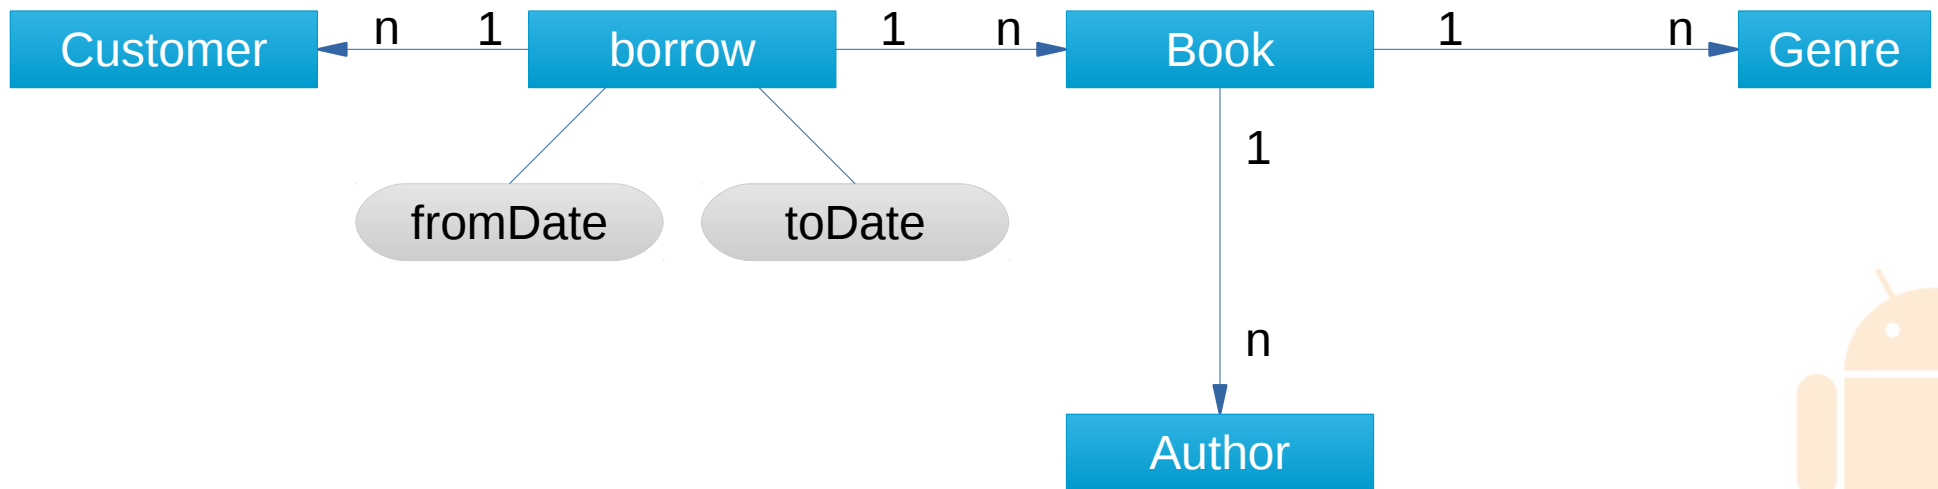 Customer n 1 borrow 1 n Book 1 n Genre
1
fromDate toDate
n
Author